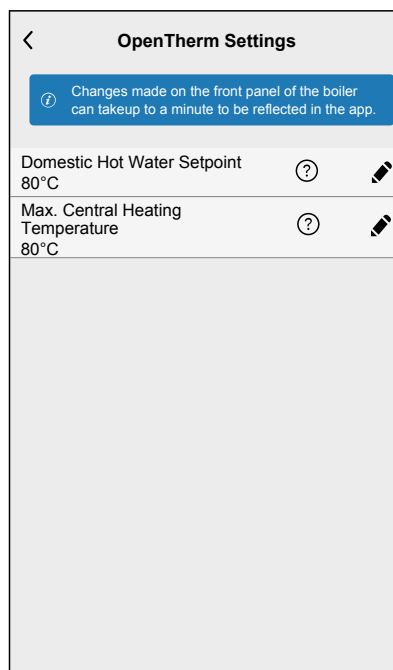 OpenTherm Settings
Changes made on the front panel of the boiler
can takeup to a minute to be reflected in the app.
Domestic Hot Water Setpoint
80°C
Max. Central Heating
Temperature
80°C